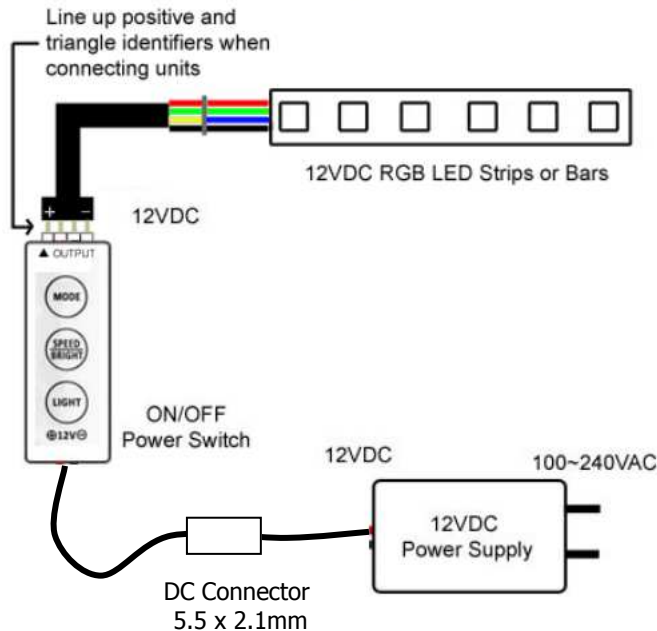 Line up positive and
triangle identifiers when
connecting units
12VDC RGB LED Strips or Bars
+ −
12VDC
▲ OUTPUT
MODE
SPEED
BRIGHT
LIGHT
⊕12V⊖
ON/OFF
Power Switch
12VDC
100~240VAC
12VDC
Power Supply
DC Connector
5.5 x 2.1mm